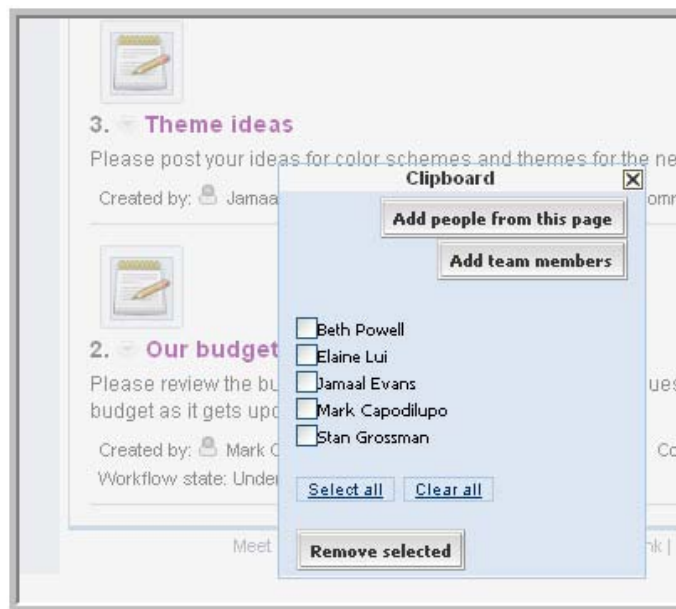 3. Theme ideas
Please post your ideas for color schemes and themes for the ne
Clipboard
Created by: Jamaa
Add people from this page
Add team members
Beth Powell
Elaine Lui
2. Our budget
Jamaal Evans
Please review the bu
Mark Capodilupo
budget as it gets upd
Stan Grossman
Created by: Mark C
Co
Workflow state: Under
Select all Clear all
Meet
Remove selected